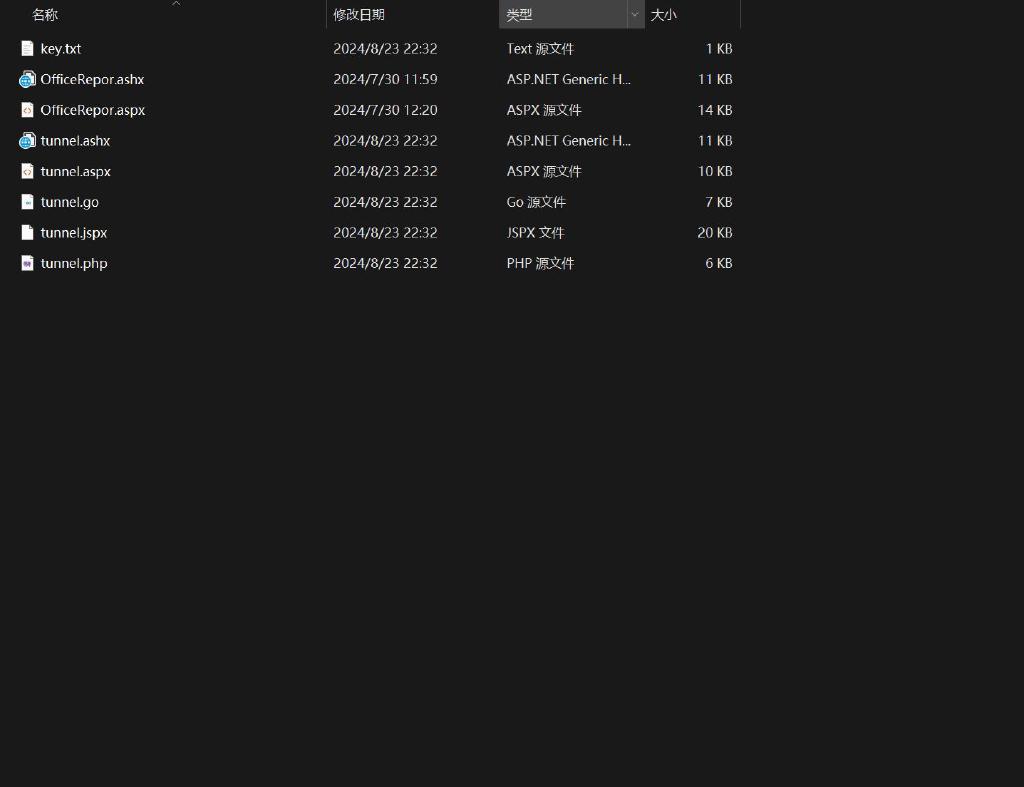 名称 修改日期 类型 大小
key.txt 2024/8/23 22:32 Text 源文件 1 KB
OfficeRepor.ashx 2024/7/30 11:59 ASP.NET Generic H... 11 KB
OfficeRepor.aspx 2024/7/30 12:20 ASPX 源文件 14 KB
tunnel.ashx 2024/8/23 22:32 ASP.NET Generic H... 11 KB
tunnel.aspx 2024/8/23 22:32 ASPX 源文件 10 KB
tunnel.go 2024/8/23 22:32 Go 源文件 7 KB
tunnel.jspx 2024/8/23 22:32 JSPX 文件 20 KB
tunnel.php 2024/8/23 22:32 PHP 源文件 6 KB